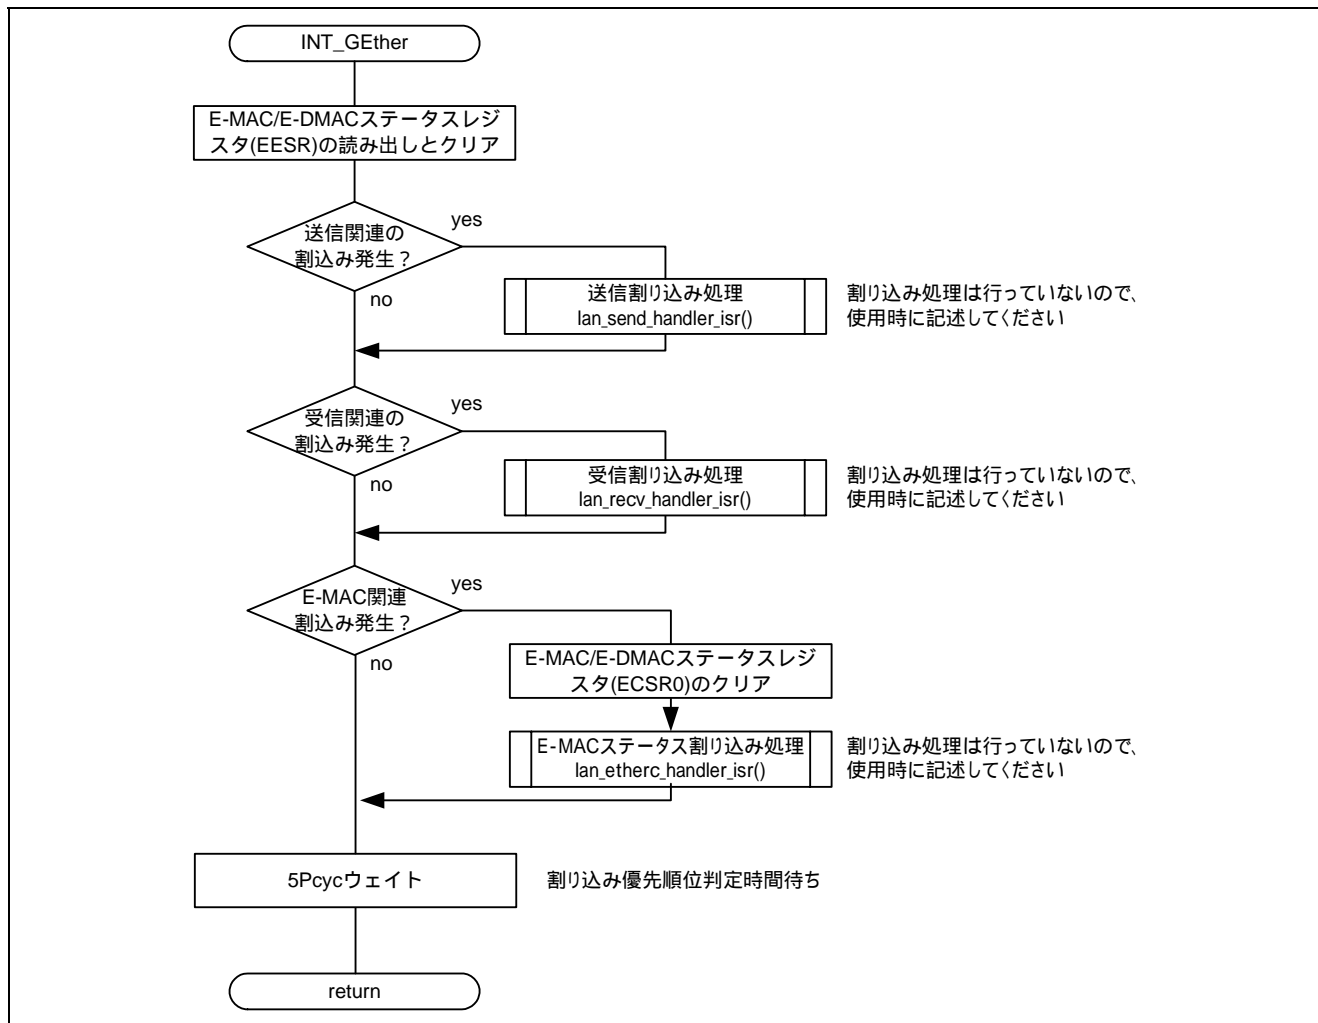 INT_GEther
E-MAC/E-DMACステータスレジ
スタ(EESR)の読み出しとクリア
送信関連の
割込み発生？
yes
no
送信割り込み処理
lan_send_handler_isr()
割り込み処理は行っていないので、
使用時に記述してください
受信関連の
割込み発生？
yes
no
受信割り込み処理
lan_recv_handler_isr()
割り込み処理は行っていないので、
使用時に記述してください
E-MAC関連
割込み発生？
yes
no
E-MAC/E-DMACステータスレジ
スタ(ECSR0)のクリア
E-MACステータス割り込み処理
lan_etherc_handler_isr()
割り込み処理は行っていないので、
使用時に記述してください
5Pcycウェイト
割り込み優先順位判定時間待ち
return